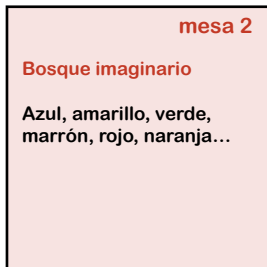 mesa 2
Bosque imaginario
Azul, amarillo, verde,
marrón, rojo, naranja…